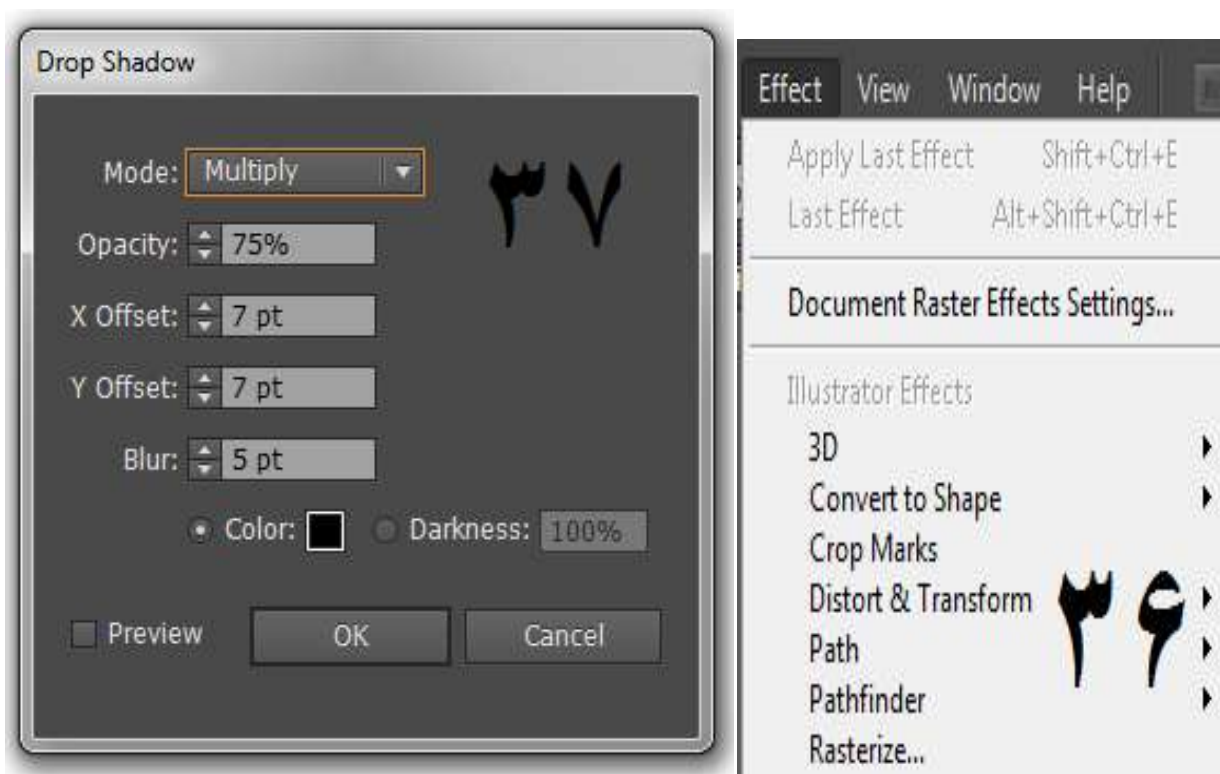 Drop Shadow
Mode: Multiply
۳۷
Opacity: 75%
X Offset: 7 pt
Y Offset: 7 pt
Blur: 5 pt
Color: Darkness: 100%
Preview OK Cancel
Effect View Window Help
Apply Last Effect Shift+Ctrl+E
Last Effect Alt+Shift+Ctrl+E
Document Raster Effects Settings...
Illustrator Effects
3D
Convert to Shape
Crop Marks
Distort & Transform
۳۶
Path
Pathfinder
Rasterize...